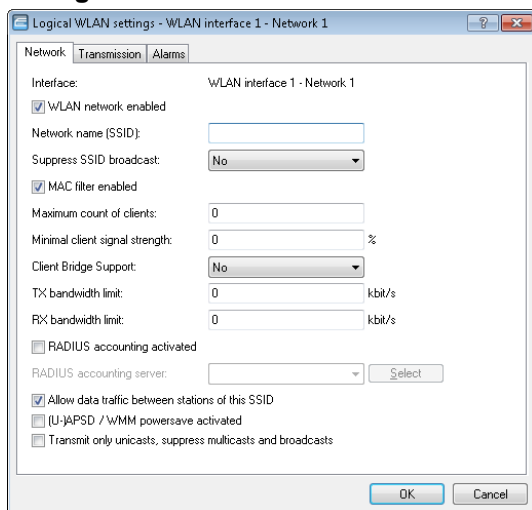 Logical WLAN settings - WLAN interface 1 - Network 1
Network Transmission Alarms
Interface: WLAN interface 1 - Network 1
WLAN network enabled
Network name (SSID):
Suppress SSID broadcast: No
MAC filter enabled
Maximum count of clients: 0
Minimal client signal strength: 0 %
Client Bridge Support: No
TX bandwidth limit: 0 kbit/s
RX bandwidth limit: 0 kbit/s
RADIUS accounting activated
RADIUS accounting server: Select
Allow data traffic between stations of this SSID
(U-)APSD / WMM powersave activated
Transmit only unicasts, suppress multicasts and broadcasts
OK Cancel